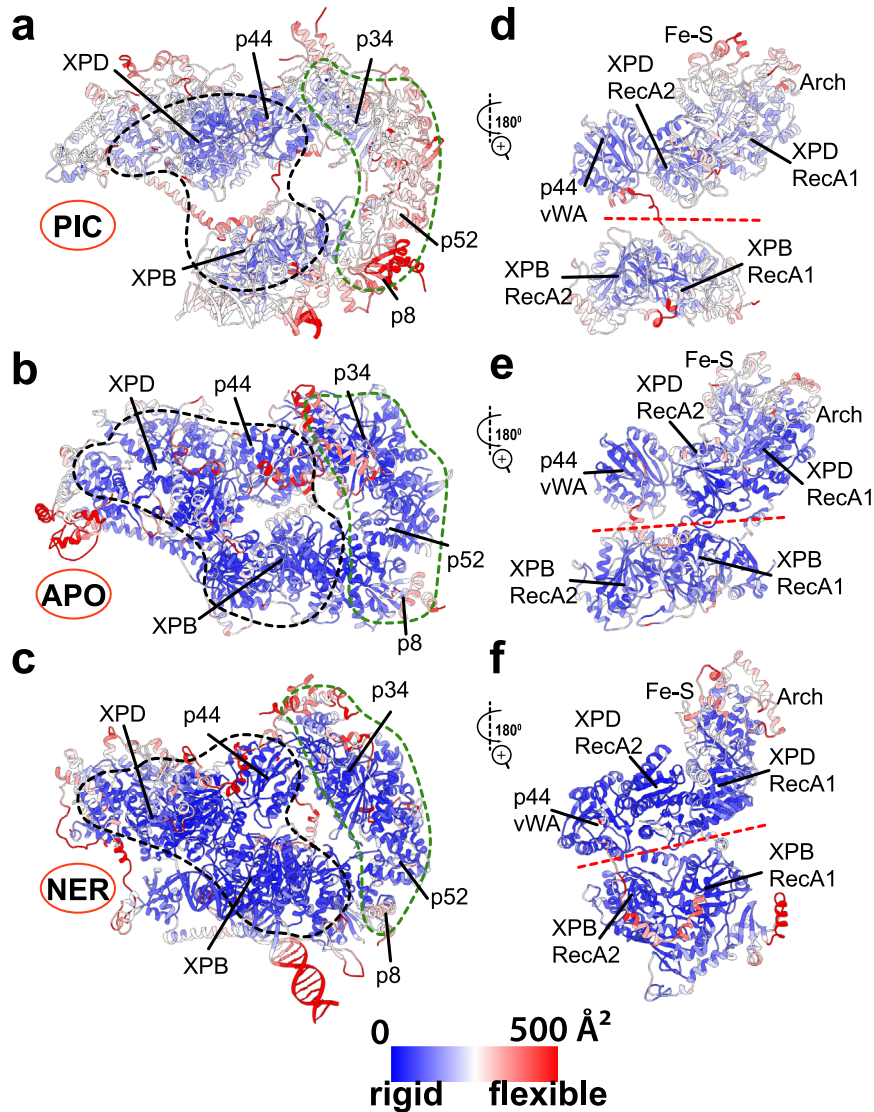 a
XPD
p44
p34
PIC
XPB
p52
p8
d
180⁰
Fe-S
XPD
RecA2
Arch
XPD
RecA1
p44
vWA
XPB
RecA2
XPB
RecA1
b
XPD
p44
p34
APO
XPB
p52
p8
e
180⁰
Fe-S
XPD
RecA2
Arch
XPD
RecA1
p44
vWA
XPB
RecA2
XPB
RecA1
c
XPD
p44
p34
NER
XPB
p52
p8
f
180⁰
Fe-S
Arch
XPD
RecA2
XPD
RecA1
p44
vWA
XPB
RecA1
XPB
RecA2
0 500 Å²
rigid flexible